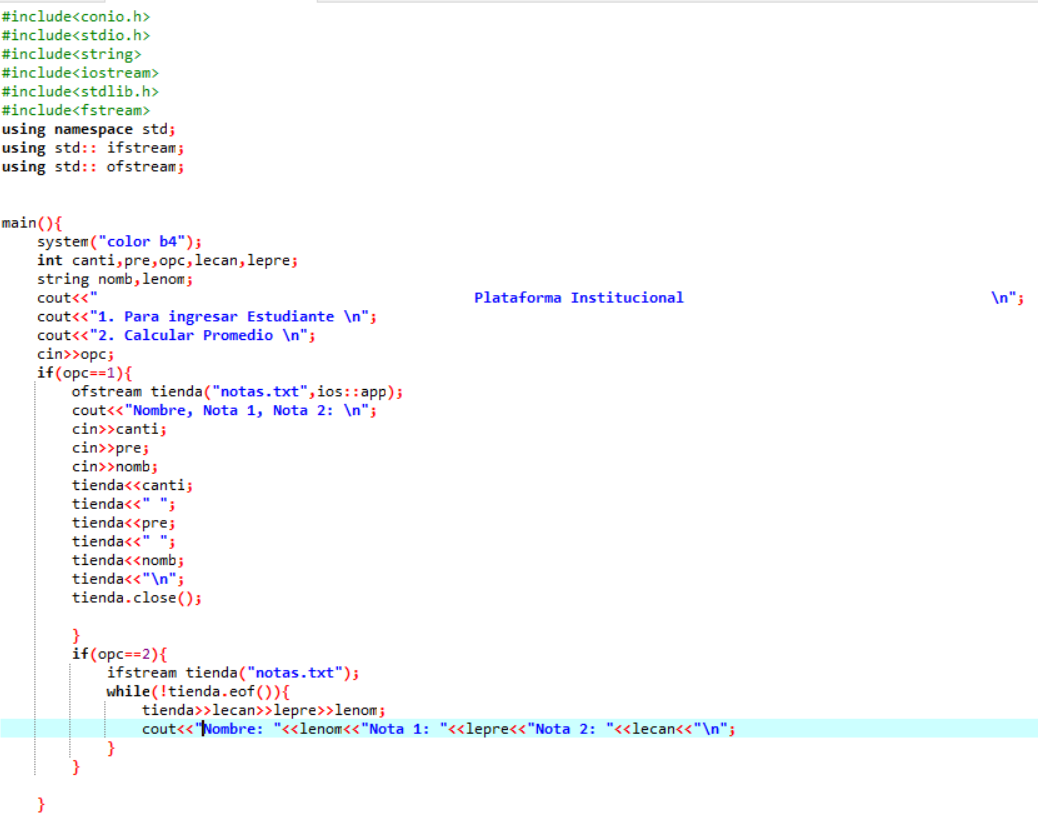 #include<conio.h>
#include<stdio.h>
#include<string>
#include<iostream>
#include<stdlib.h>
#include<fstream>
using namespace std;
using std:: ifstream;
using std:: ofstream;
main(){
    system("color b4");
    int canti,pre,opc,lecan,lepre;
    string nomb,lenom;
    cout<<"                                           Plataforma Institucional                                   \n";
    cout<<"1. Para ingresar Estudiante \n";
    cout<<"2. Calcular Promedio \n";
    cin>>opc;
    if(opc==1){
        ofstream tienda("notas.txt",ios::app);
        cout<<"Nombre, Nota 1, Nota 2: \n";
        cin>>canti;
        cin>>pre;
        cin>>nomb;
        tienda<<canti;
        tienda<<" ";
        tienda<<pre;
        tienda<<" ";
        tienda<<nomb;
        tienda<<"\n";
        tienda.close();
        }
        if(opc==2){
            ifstream tienda("notas.txt");
            while(!tienda.eof()){
                tienda>>lecan>>lepre>>lenom;
                cout<<"Nombre: "<<lenom<<"Nota 1: "<<lepre<<"Nota 2: "<<lecan<<"\n";
            }
        }
    }